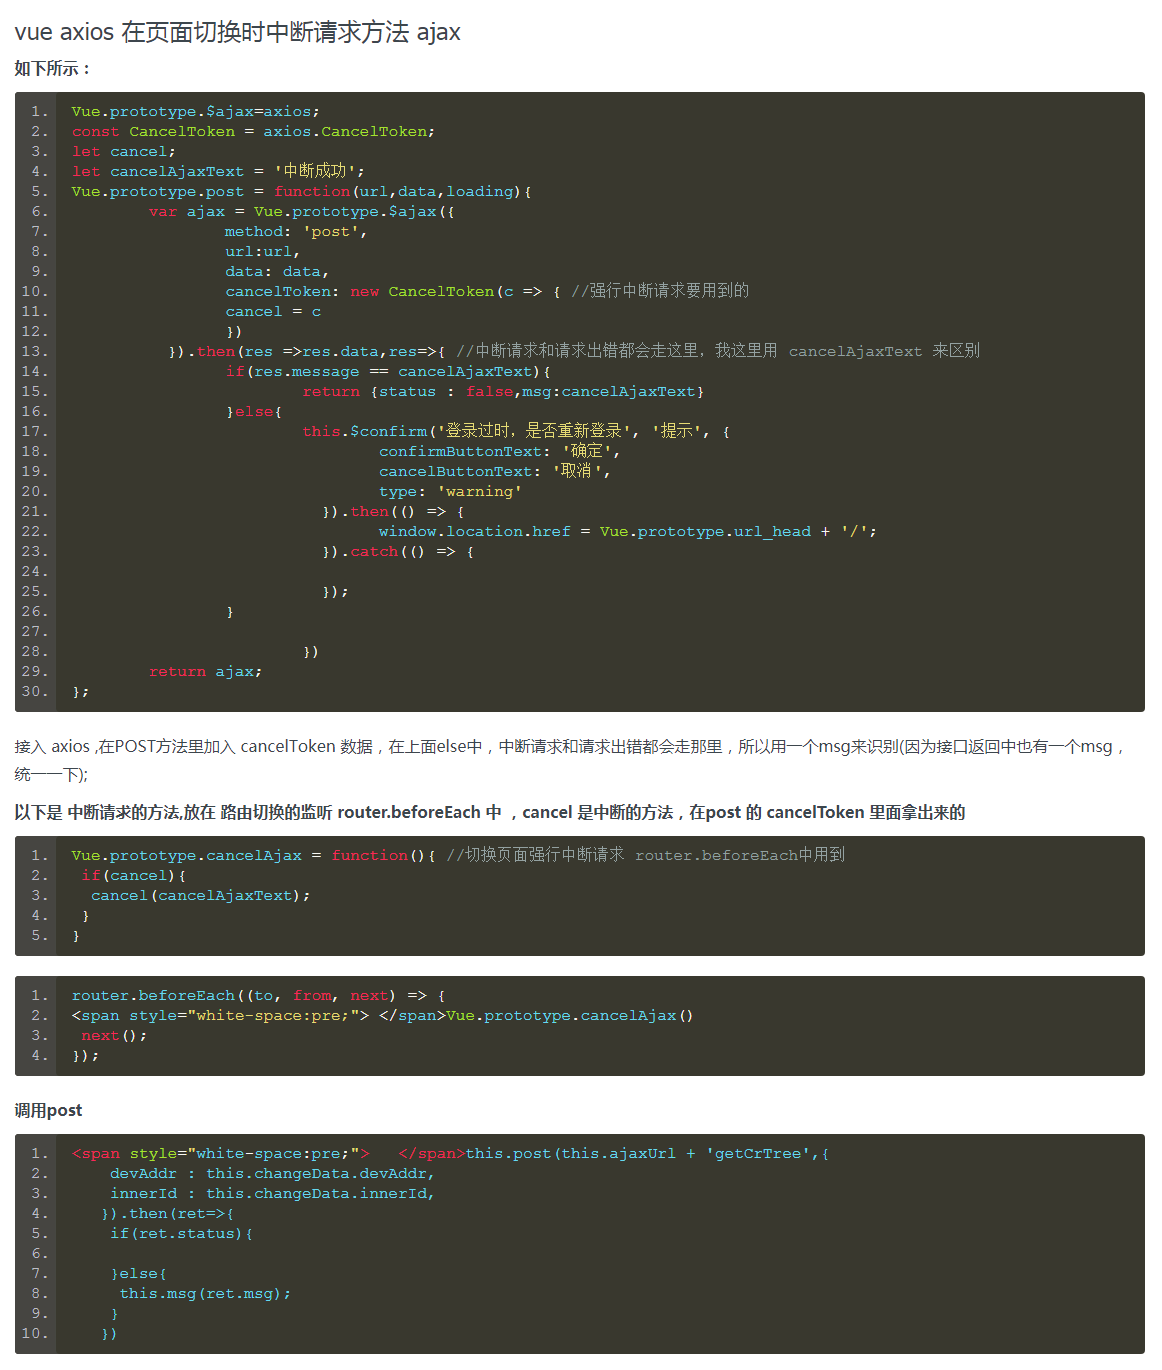 vue axios 在页面切换时中断请求方法 ajax
如下所示：
1. Vue.prototype.$ajax=axios;
2. const CancelToken = axios.CancelToken;
3. let cancel;
4. let cancelAjaxText = '中断成功';
5. Vue.prototype.post = function(url,data,loading){
6. var ajax = Vue.prototype.$ajax({
7. method: 'post',
8. url:url,
9. data: data,
10. cancelToken: new CancelToken(c => { //强行中断请求要用到的
11. cancel = c
12. })
13. }).then(res =>res.data,res=>{ //中断请求和请求出错都会走这里，我这里用 cancelAjaxText 来区别
14. if(res.message == cancelAjaxText){
15. return {status : false,msg:cancelAjaxText}
16. }else{
17. this.$confirm('登录过时，是否重新登录', '提示', {
18. confirmButtonText: '确定',
19. cancelButtonText: '取消',
20. type: 'warning'
21. }).then(() => {
22. window.location.href = Vue.prototype.url_head + '/';
23. }).catch(() => {
24.
25. });
26. }
27.
28. })
29. return ajax;
30. };
接入 axios ,在POST方法里加入 cancelToken 数据，在上面else中，中断请求和请求出错都会走那里，所以用一个msg来识别(因为接口返回中也有一个msg，
统一一下);
以下是 中断请求的方法,放在 路由切换的监听 router.beforeEach 中 ，cancel 是中断的方法，在post 的 cancelToken 里面拿出来的
1. Vue.prototype.cancelAjax = function(){ //切换页面强行中断请求 router.beforeEach中用到
2. if(cancel){
3. cancel(cancelAjaxText);
4. }
5. }
1. router.beforeEach((to, from, next) => {
2. <span style="white-space:pre;"> </span>Vue.prototype.cancelAjax()
3. next();
4. });
调用post
1. <span style="white-space:pre;">   </span>this.post(this.ajaxUrl + 'getCrTree',{
2. devAddr : this.changeData.devAddr,
3. innerId : this.changeData.innerId,
4. }).then(ret=>{
5. if(ret.status){
6.
7. }else{
8. this.msg(ret.msg);
9. }
10. })